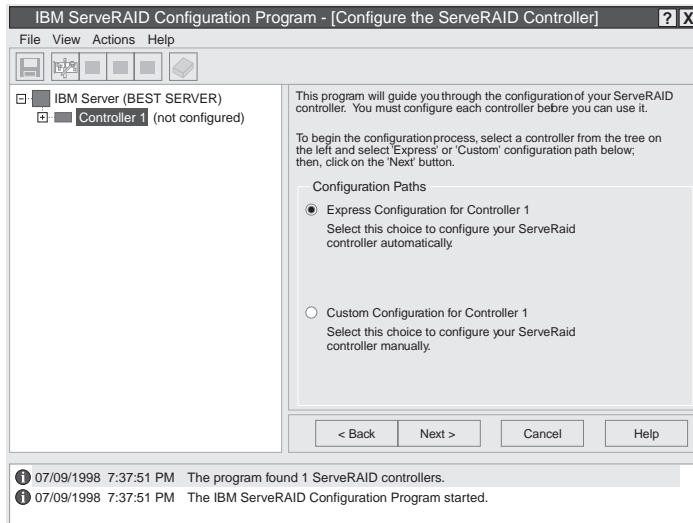 IBM ServeRAID Configuration Program - [Configure the ServeRAID Controller] ? X
File View Actions Help
IBM Server (BEST SERVER)
Controller 1 (not configured)
This program will guide you through the configuration of your ServeRAID
controller. You must configure each controller before you can use it.
To begin the configuration process, select a controller from the tree on
the left and select 'Express' or 'Custom' configuration path below;
then, click on the 'Next' button.
Configuration Paths
Express Configuration for Controller 1
Select this choice to configure your ServeRaid
controller automatically.
Custom Configuration for Controller 1
Select this choice to configure your ServeRaid
controller manually.
< Back Next > Cancel Help
07/09/1998 7:37:51 PM The program found 1 ServeRAID controllers.
07/09/1998 7:37:51 PM The IBM ServeRAID Configuration Program started.